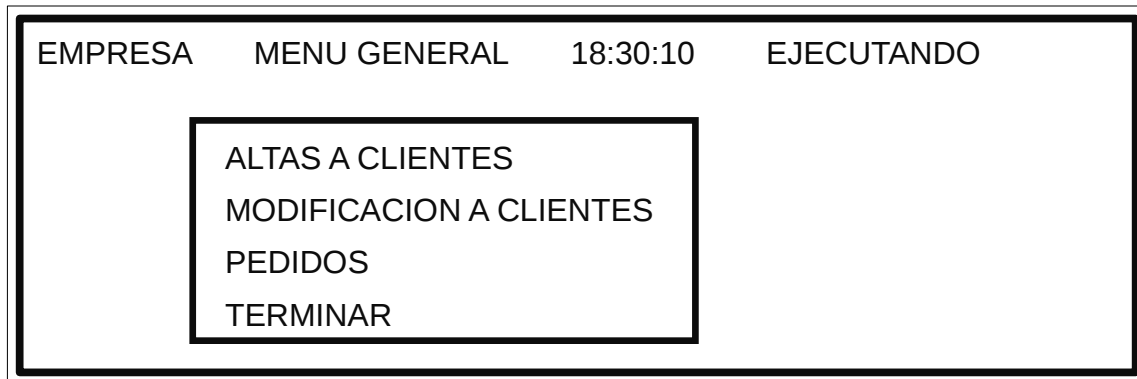 EMPRESA MENU GENERAL 18:30:10 EJECUTANDO
ALTAS A CLIENTES
MODIFICACION A CLIENTES
PEDIDOS
TERMINAR